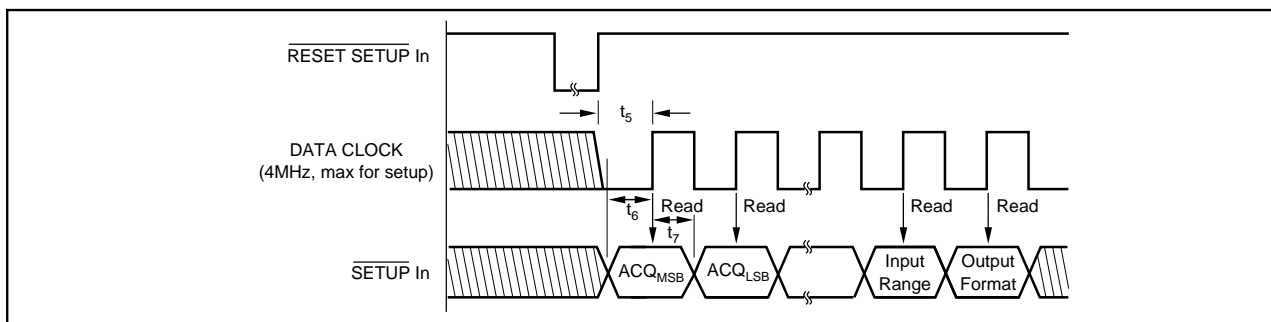 RESET SETUP In
t5
DATA CLOCK
(4MHz, max for setup)
Read Read Read Read
t6
t7
SETUP In
ACQMSB ACQLSB Input Range Output Format